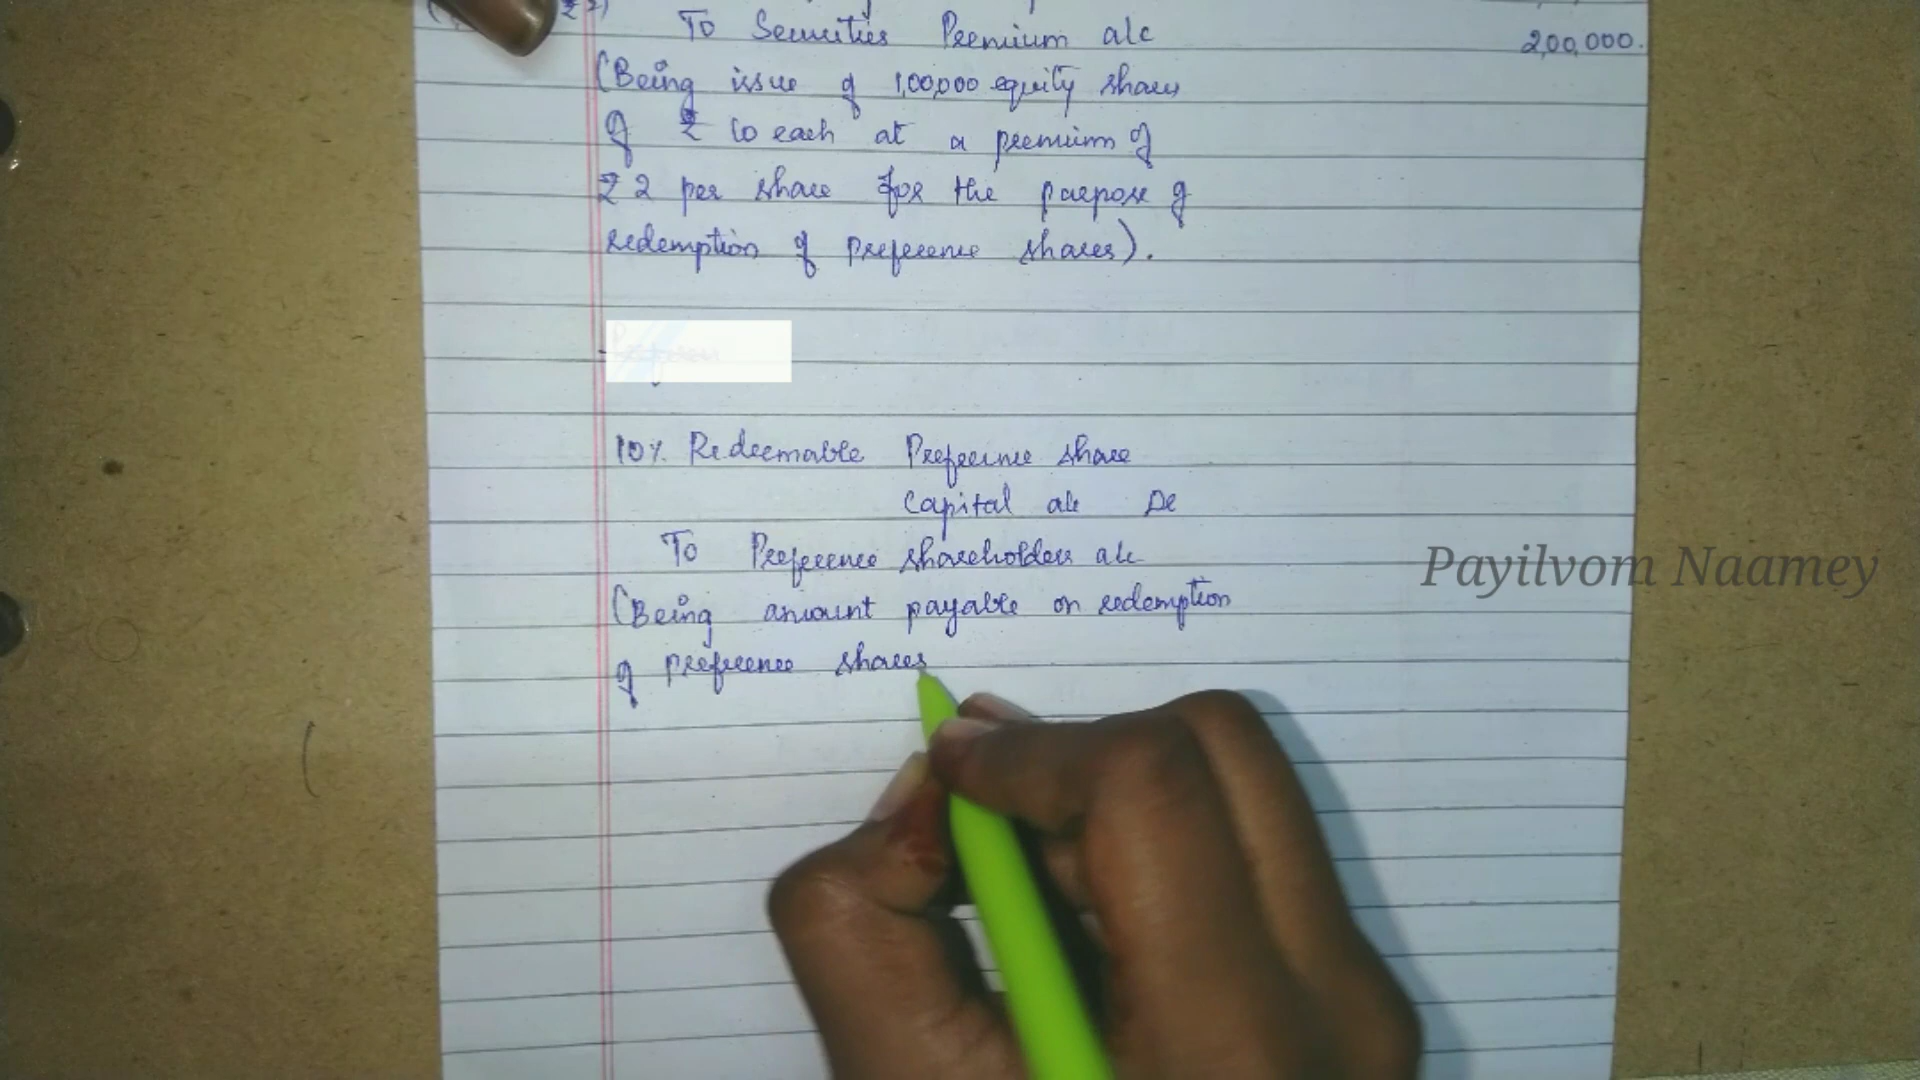 To Securities Premium a/c 2,00,000.
(Being issue of 1,00,000 equity shares
of ₹ 10 each at a premium of
₹ 2 per share for the purpose of
redemption of preference shares).
10% Redeemable Preference share
Capital a/c Dr
To Preference shareholders a/c
Payilvom Naamey
(Being amount payable on redemption
of preference shares